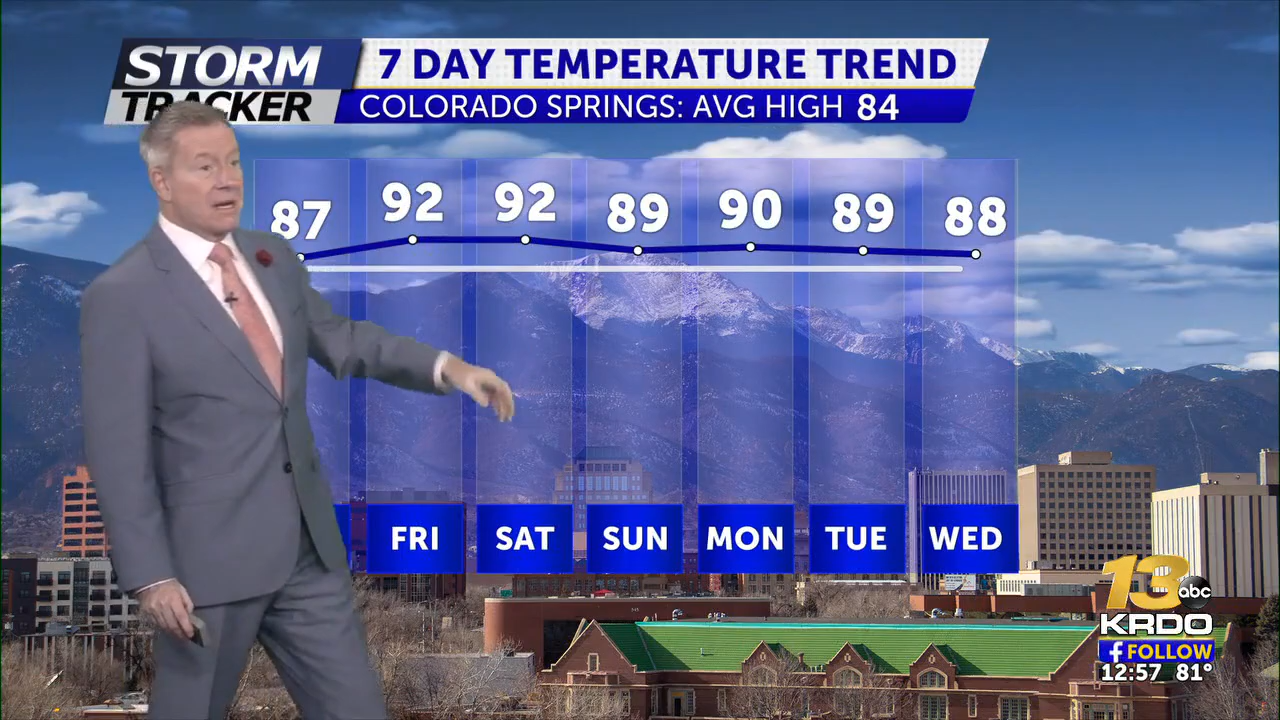 STORM
TRACKER
7 DAY TEMPERATURE TREND
COLORADO SPRINGS: AVG HIGH 84
87 92 92 89 90 89 88
FRI SAT SUN MON TUE WED
13 abc
KRDO
f FOLLOW
12:57 81°